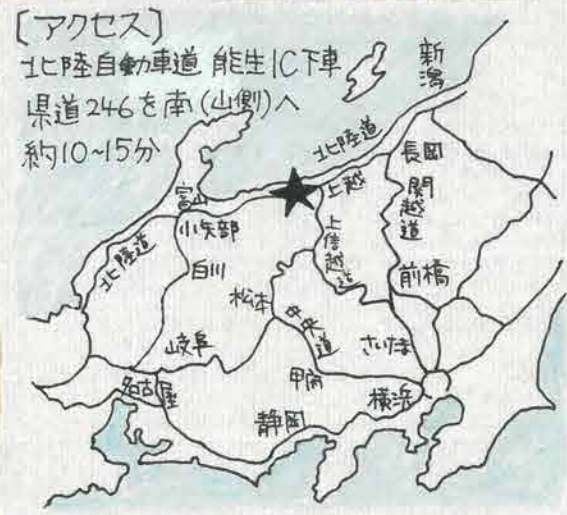 [アクセス]
北陸自動車道 能生IC下車
県道246を南(山側)へ
約10~15分
新潟
北陸道
長岡
関越道
上越
富山
小矢部
上信越道
北陸道
白川
前橋
松本
中央道
さいたま
岐阜
甲府
横浜
名古屋
静岡